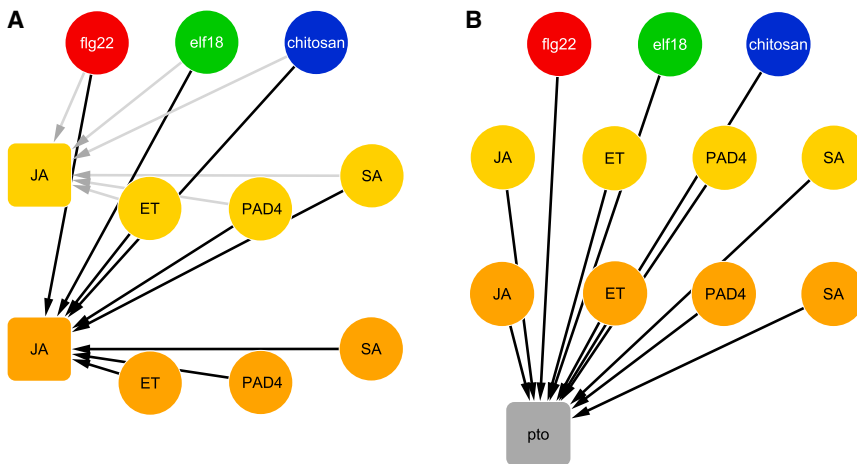 A
flg22
elf18
chitosan
JA
SA
ET
PAD4
JA
SA
ET
PAD4
B
flg22
elf18
chitosan
JA
ET
PAD4
SA
JA
ET
PAD4
SA
pto